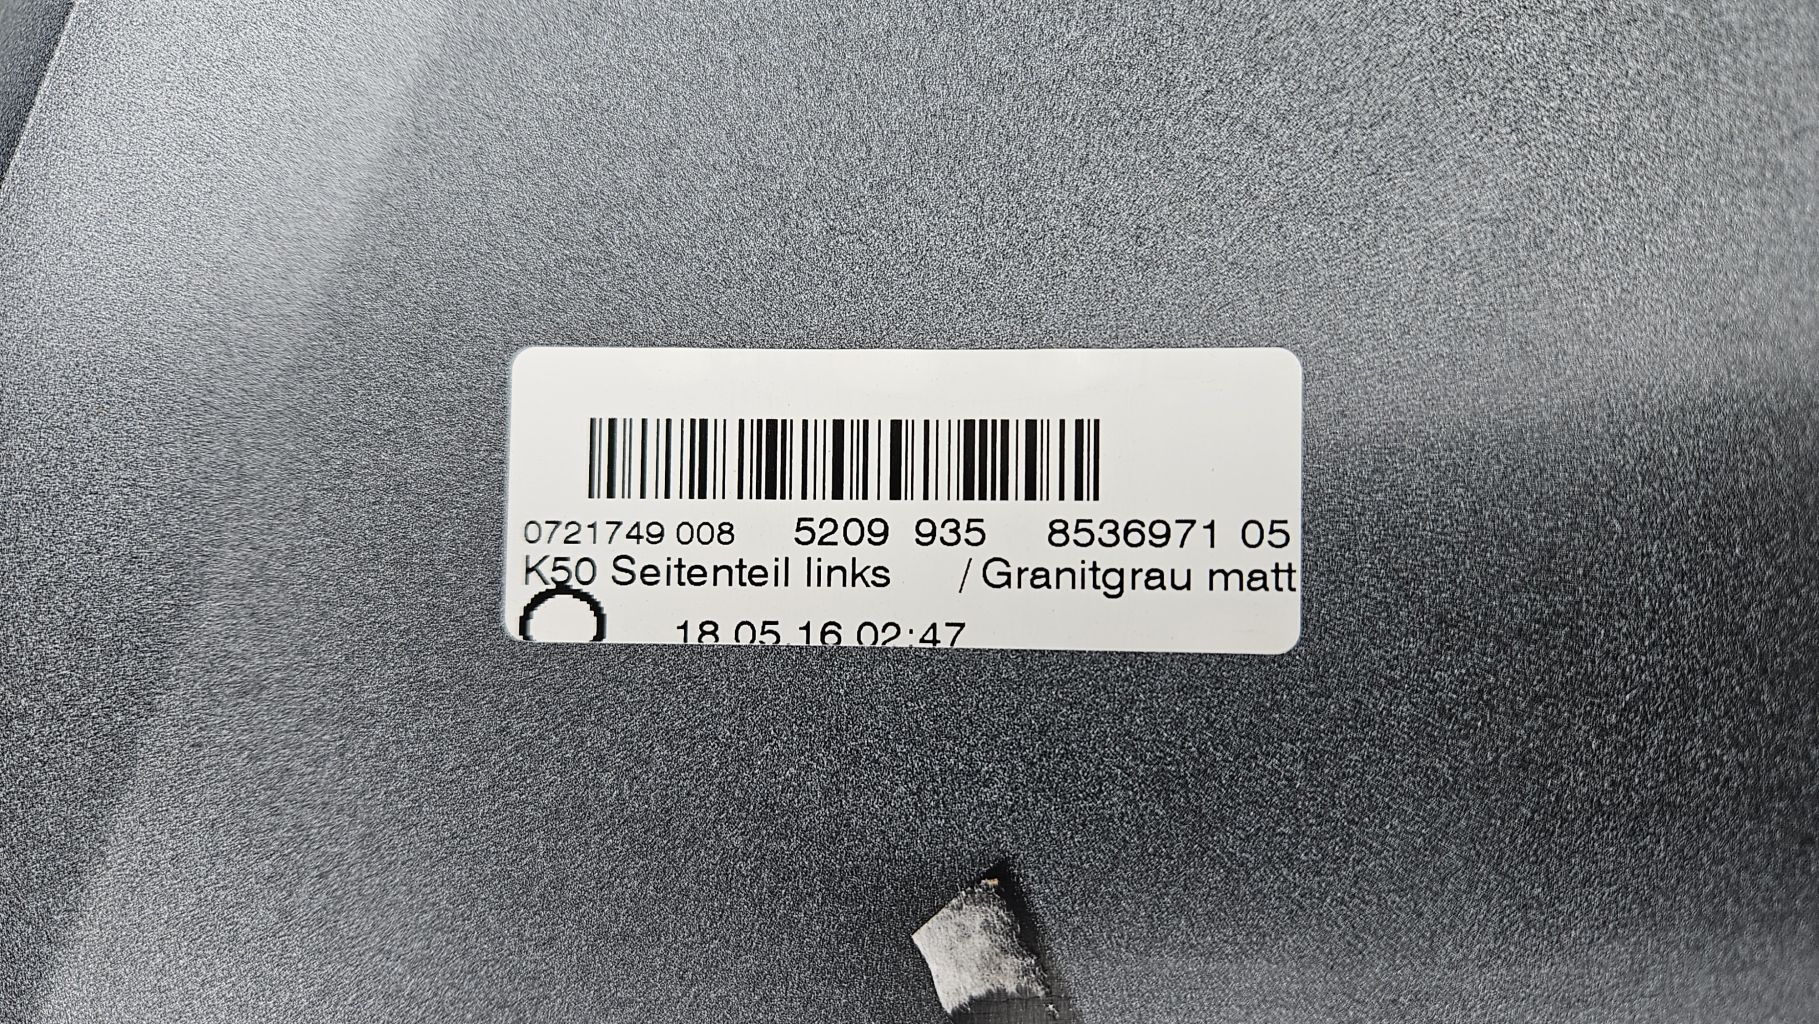 0721749 008 5209 935 8536971 05
K50 Seitenteil links / Granitgrau matt
18.05.16 02:47